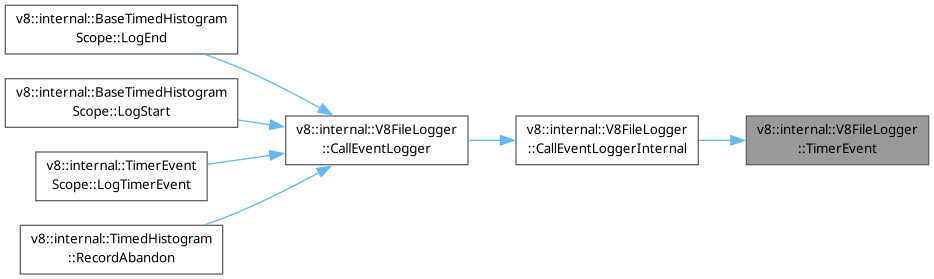 v8::internal::BaseTimedHistogram
Scope::LogEnd
v8::internal::BaseTimedHistogram
Scope::LogStart
v8::internal::TimerEvent
Scope::LogTimerEvent
v8::internal::TimedHistogram
::RecordAbandon
v8::internal::V8FileLogger
::CallEventLogger
v8::internal::V8FileLogger
::CallEventLoggerInternal
v8::internal::V8FileLogger
::TimerEvent